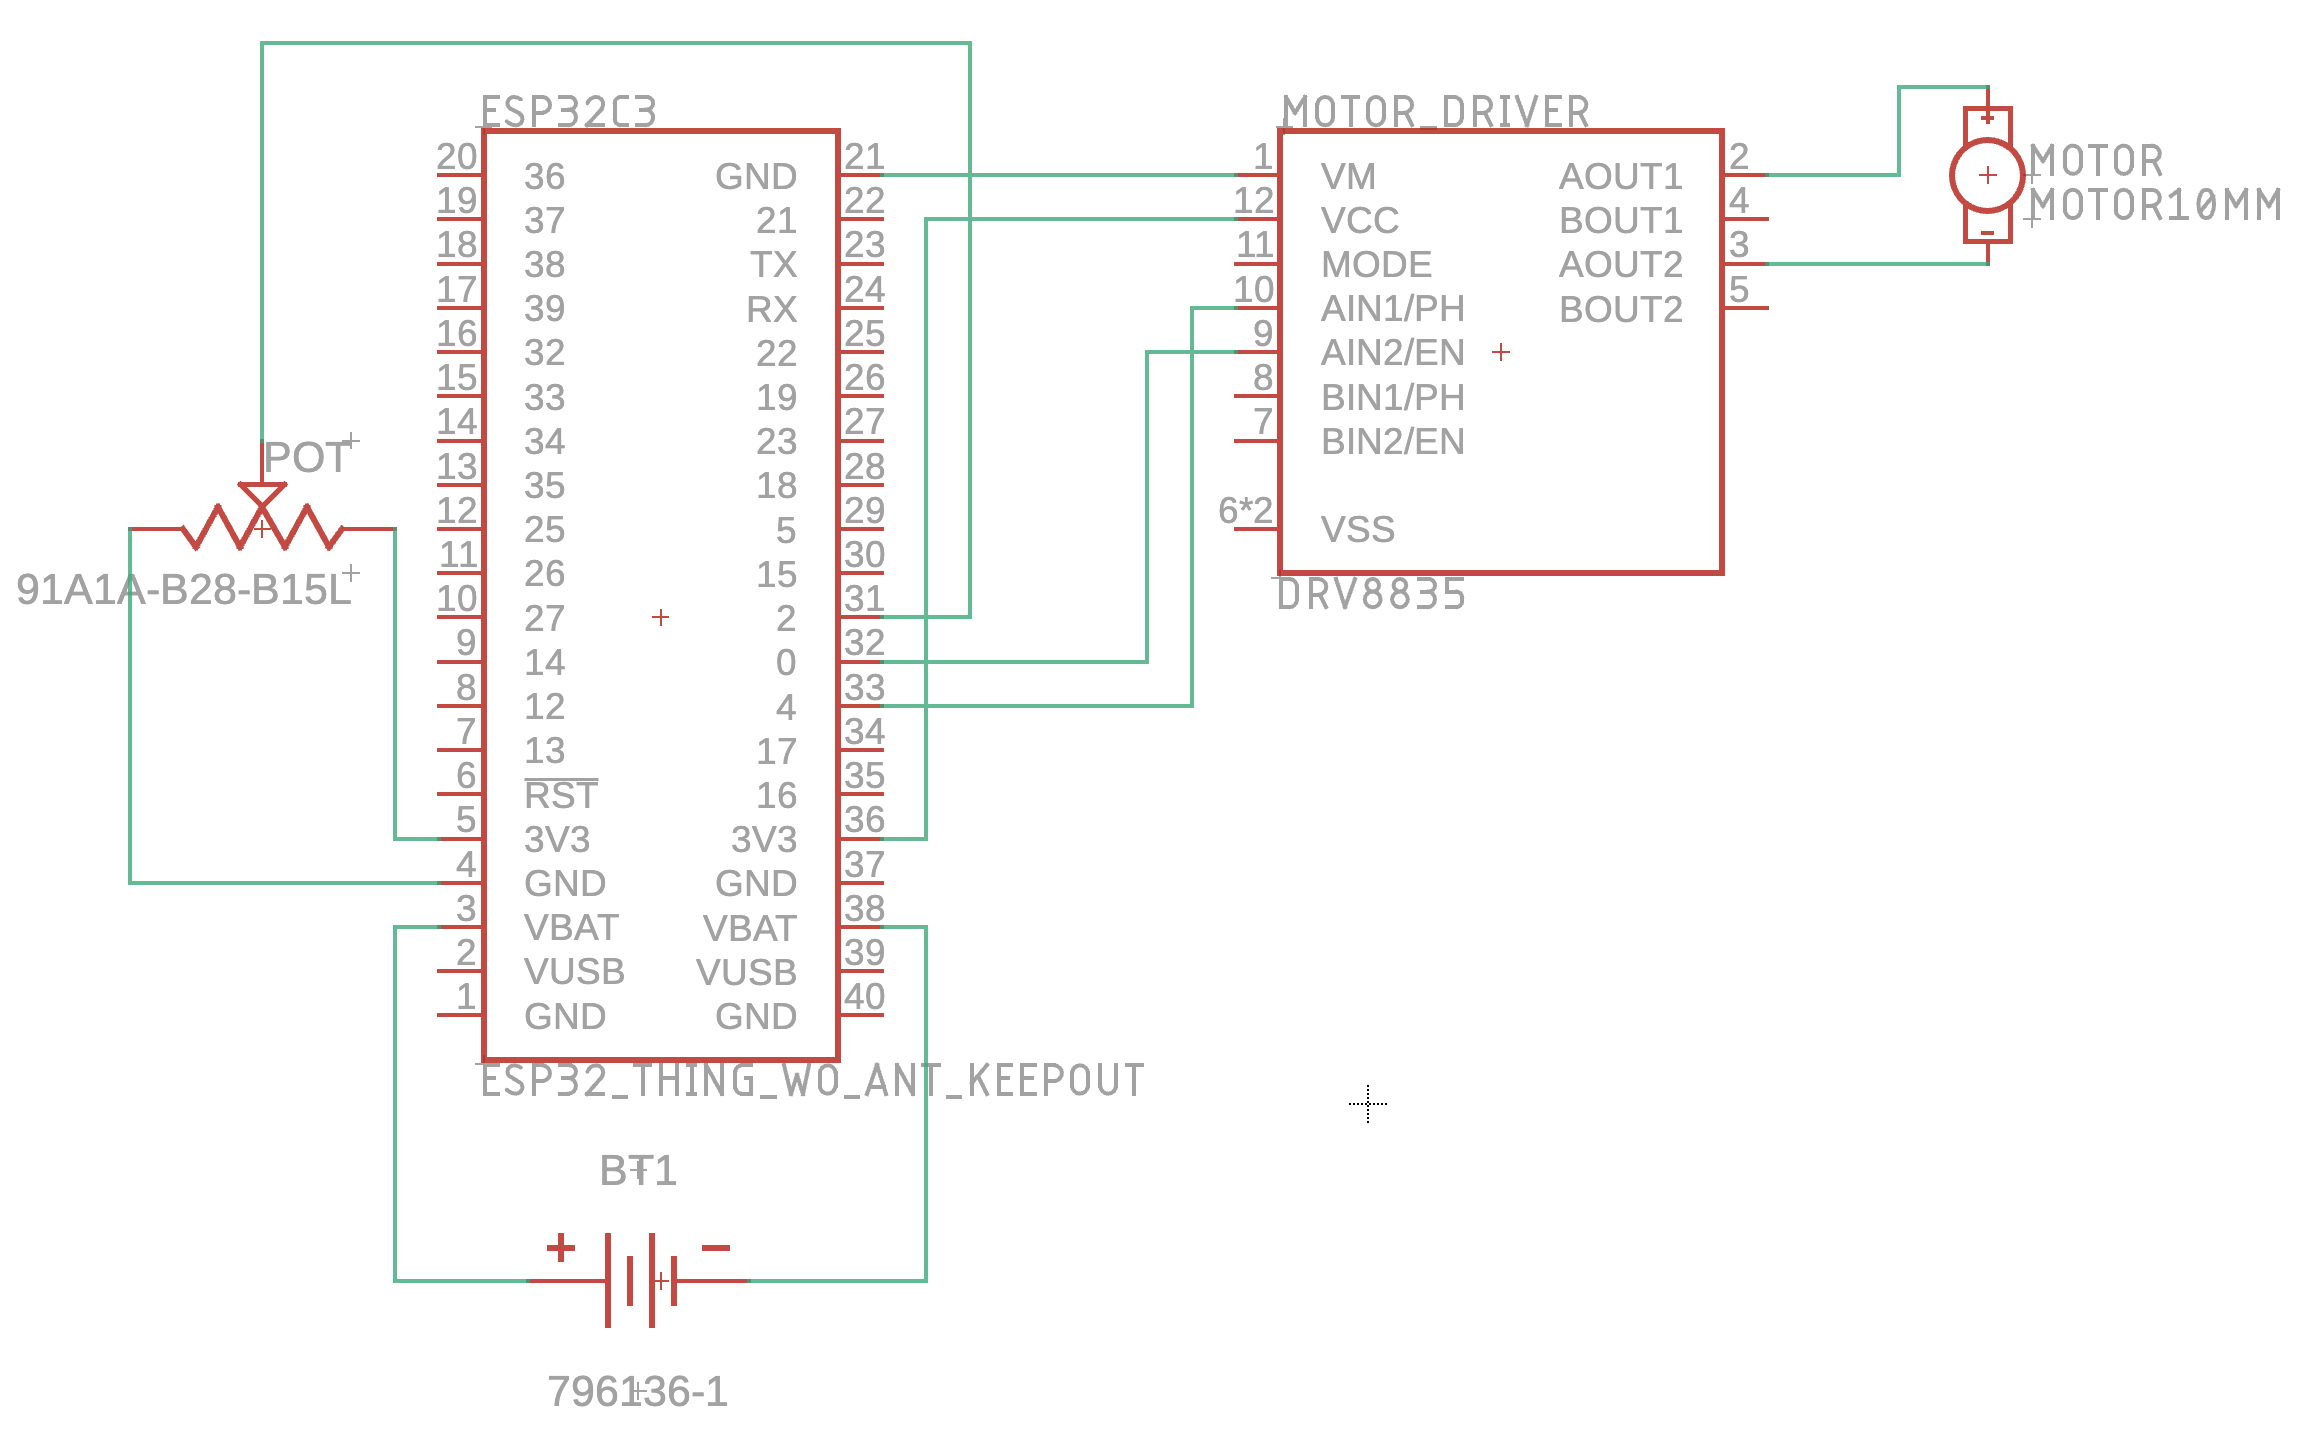 ESP32C3
20 36 GND 21
19 37 21 22
18 38 TX 23
17 39 RX 24
16 32 22 25
15 33 19 26
14 34 23 27
13 35 18 28
12 25 5 29
11 26 15 30
10 27 2 31
9 14 0 32
8 12 4 33
7 13 17 34
6 RST 16 35
5 3V3 3V3 36
4 GND GND 37
3 VBAT VBAT 38
2 VUSB VUSB 39
1 GND GND 40
ESP32_THING_WO_ANT_KEEPOUT
POT
91A1A-B28-B15L
BT1
+ −
796136-1
MOTOR_DRIVER
1 VM AOUT1 2
12 VCC BOUT1 4
11 MODE AOUT2 3
10 AIN1/PH BOUT2 5
9 AIN2/EN
8 BIN1/PH
7 BIN2/EN
6*2 VSS
DRV8835
+
MOTOR
MOTOR10MM
-